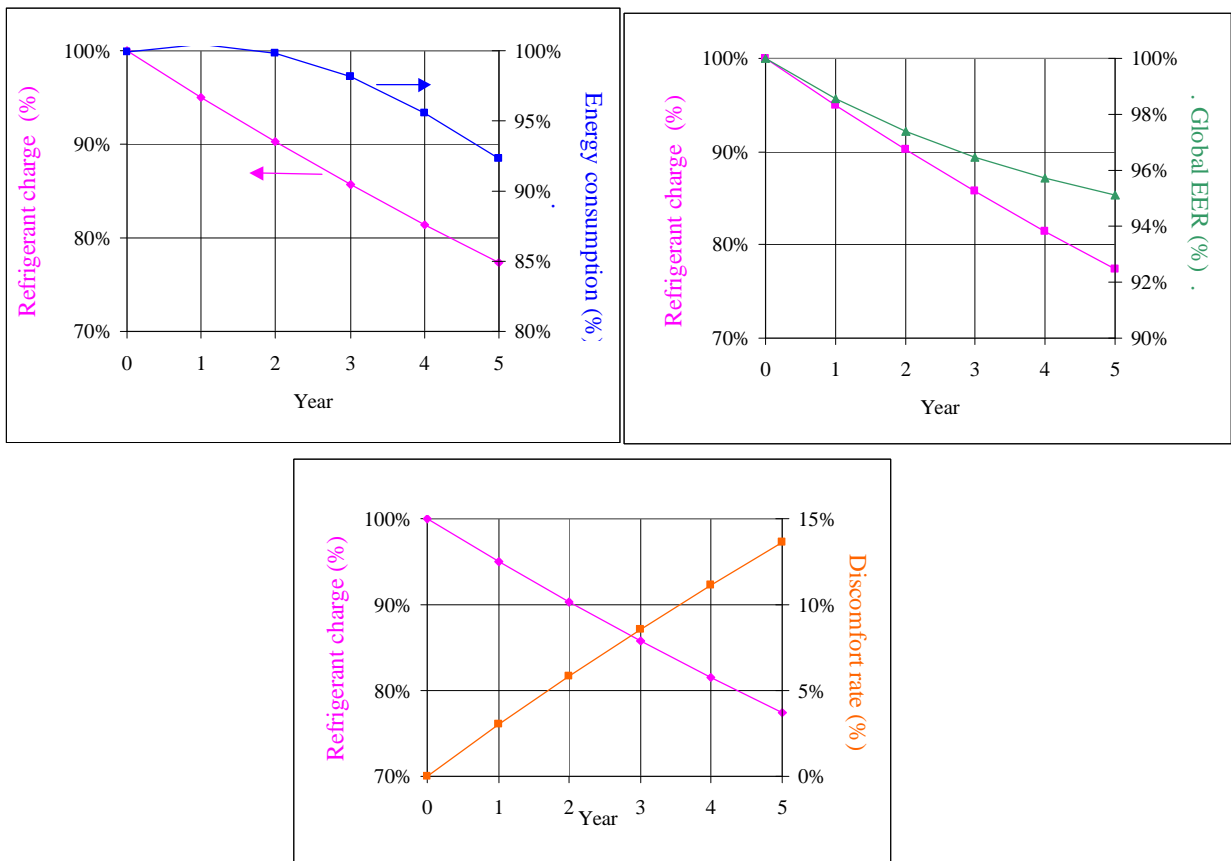 100%
90%
80%
70%
Refrigerant charge (%)
100%
95%
90%
85%
80%
Energy consumption (%)
.
0 1 2 3 4 5
Year
100%
90%
80%
70%
Refrigerant charge (%)
100%
98%
96%
94%
92%
90%
. Global EER (%) .
0 1 2 3 4 5
Year
100%
90%
80%
70%
Refrigerant charge (%)
15%
10%
5%
0%
Discomfort rate (%)
0 1 2 3 4 5
Year